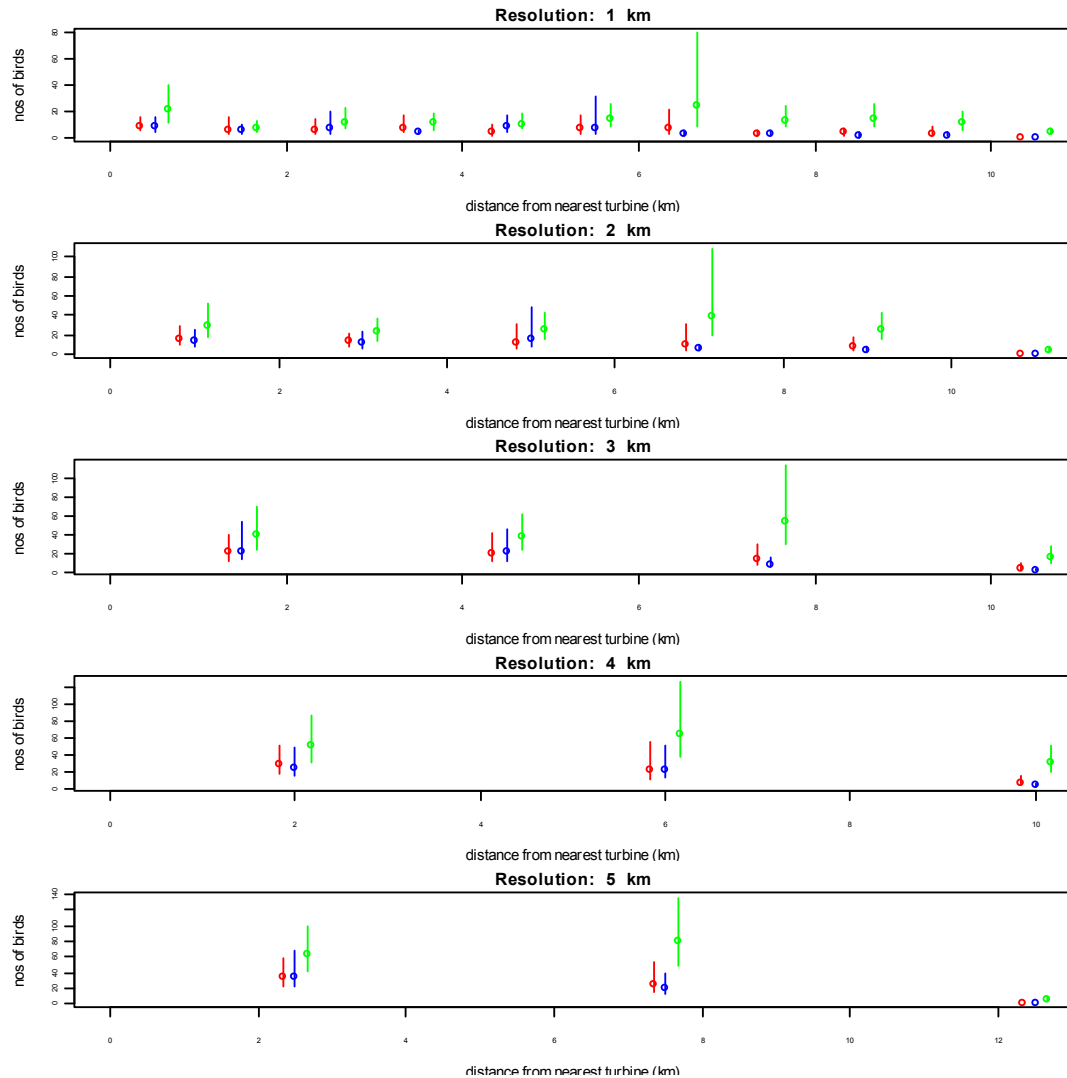 Resolution: 1 km
nos of birds
0 20 40 60 80
0 2 4 6 8 10
distance from nearest turbine (km)
Resolution: 2 km
nos of birds
0 20 40 60 80 100
0 2 4 6 8 10
distance from nearest turbine (km)
Resolution: 3 km
nos of birds
0 20 40 60 80 100
0 2 4 6 8 10
distance from nearest turbine (km)
Resolution: 4 km
nos of birds
0 20 40 60 80 100
0 2 4 6 8 10
distance from nearest turbine (km)
Resolution: 5 km
nos of birds
0 20 40 60 80 100 140
0 2 4 6 8 10 12
distance from nearest turbine (km)